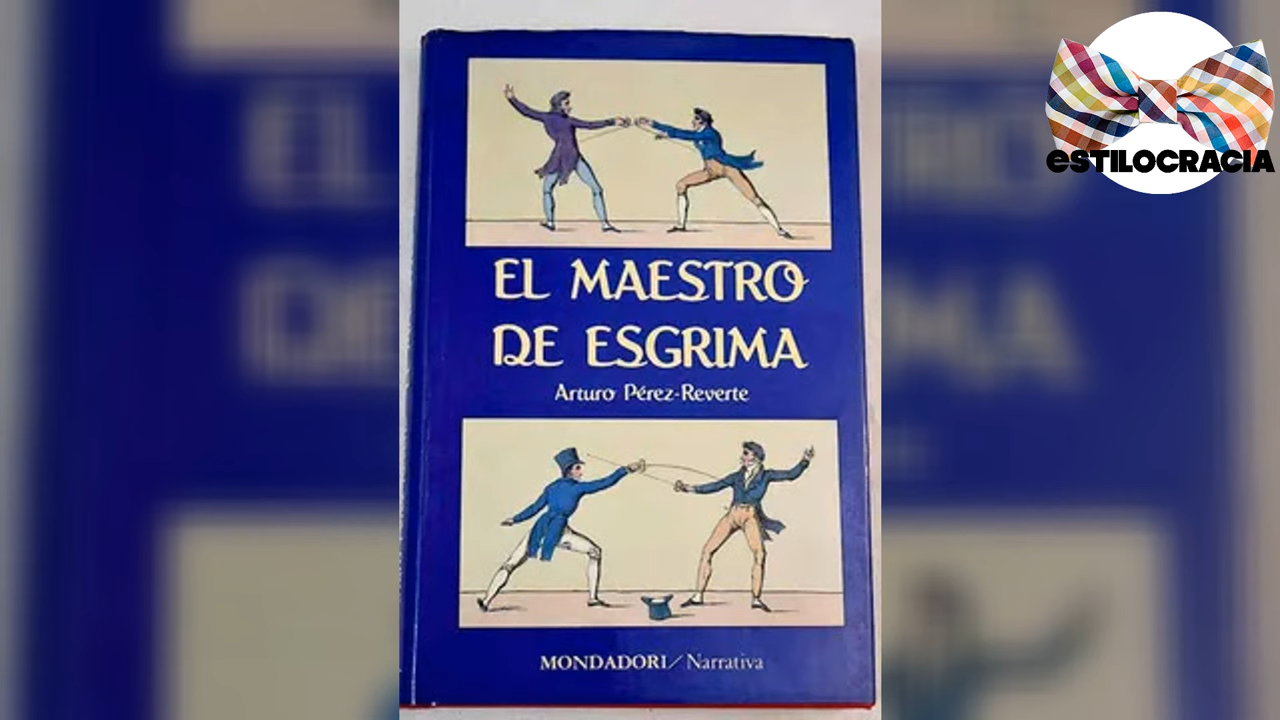 EL MAESTRO
DE ESGRIMA
Arturo Pérez-Reverte
MONDADORI/Narrativa
eSTILOCRACIA